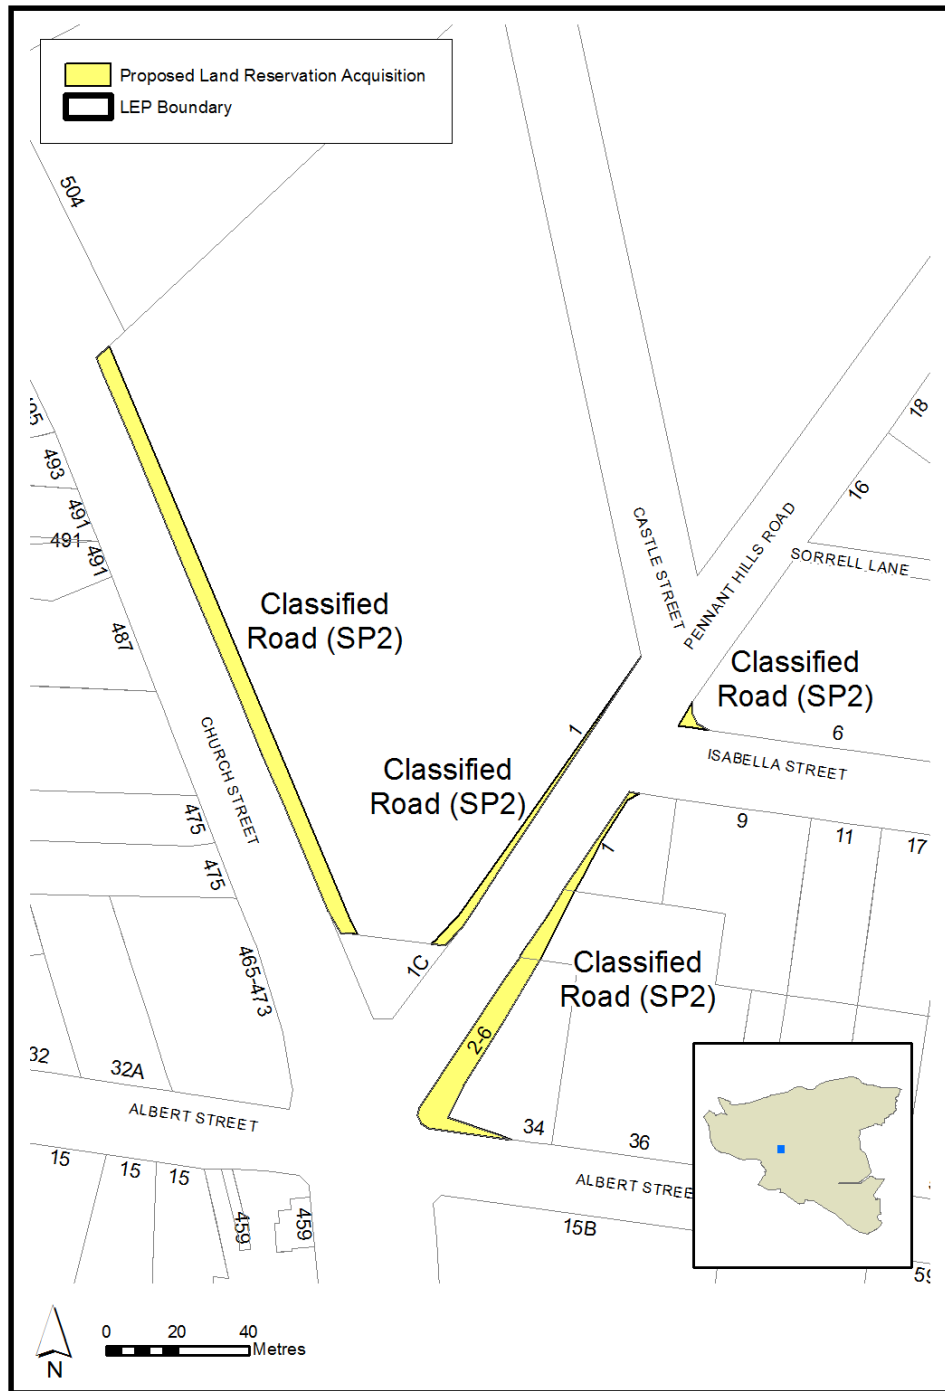 Proposed Land Reservation Acquisition
LEP Boundary
504
493
491
491
491
487
18
16
CASTLE STREET
PENNANT HILLS ROAD
SORRELL LANE
Classified
Road (SP2)
Classified
Road (SP2)
6
ISABELLA STREET
CHURCH STREET
1
Classified
Road (SP2)
475
475
9
11
17
1
465-473
1C
Classified
Road (SP2)
2-6
32
32A
ALBERT STREET
34
36
ALBERT STREE
15
15
15
459
459
15B
59
N
0
20
40
Metres